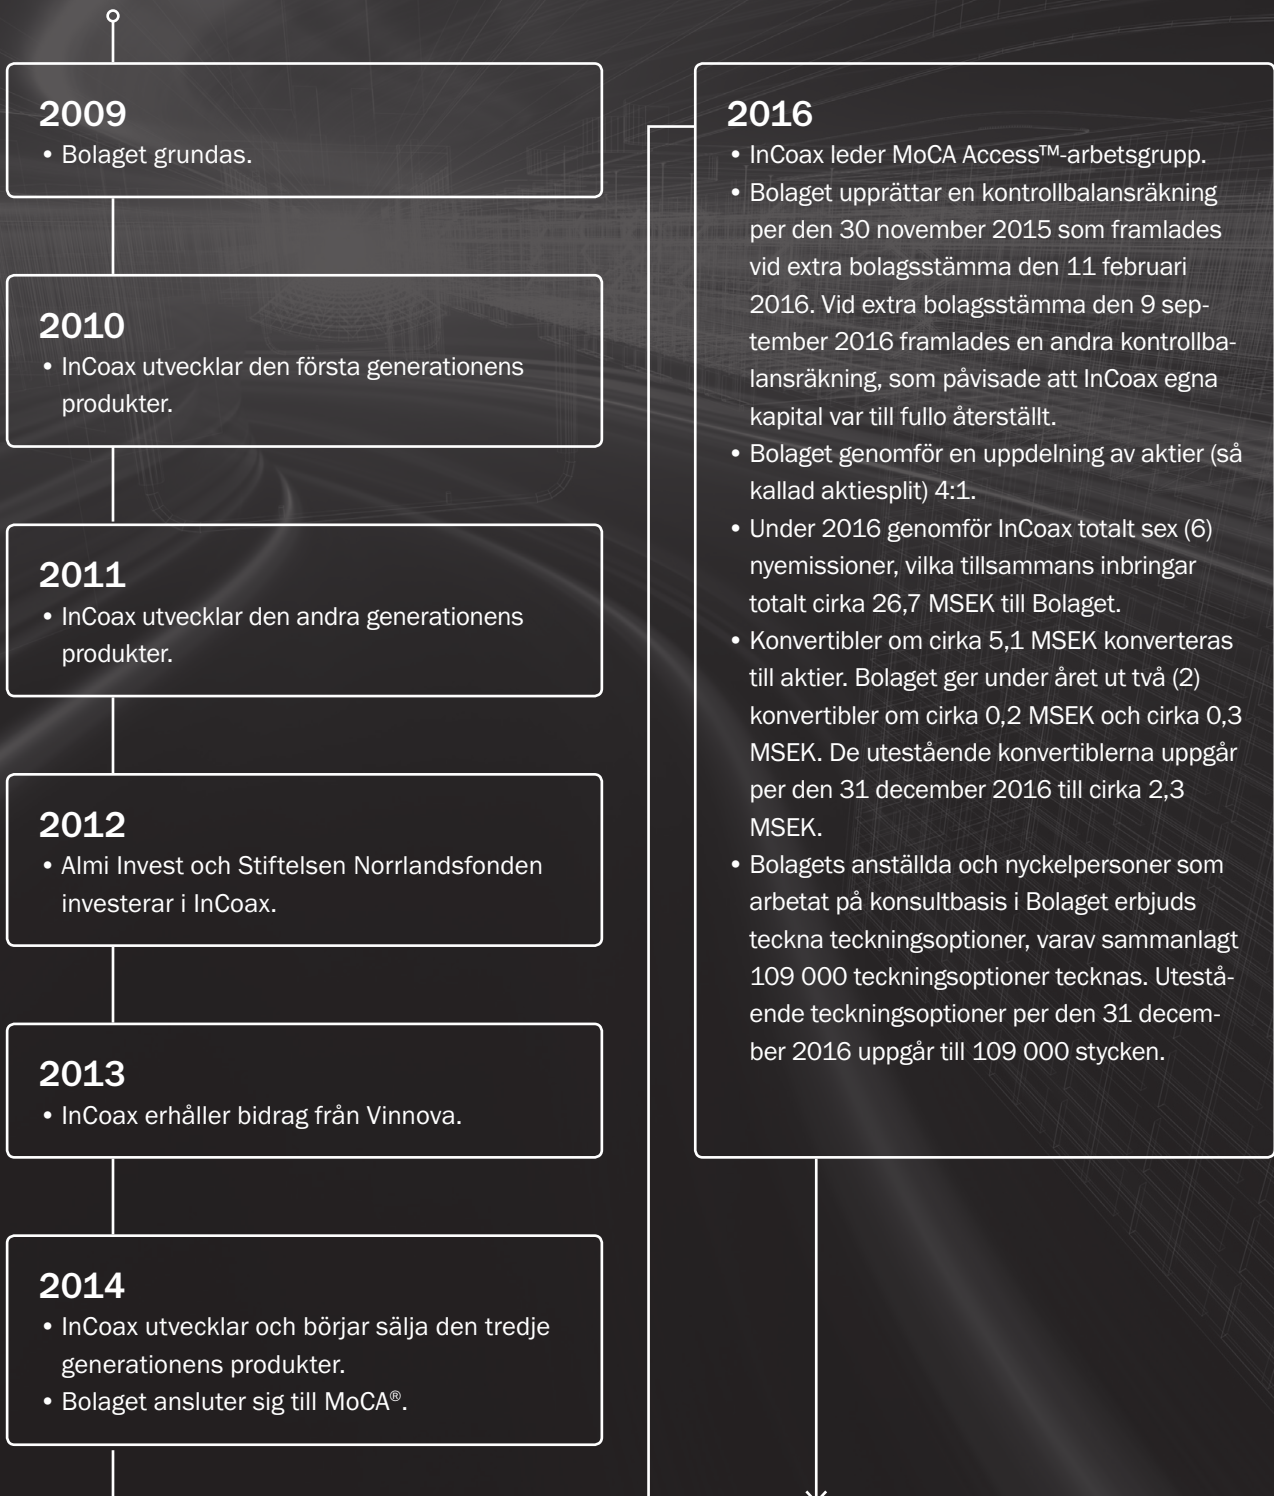 2009
• Bolaget grundas.
2010
• InCoax utvecklar den första generationens
produkter.
2011
• InCoax utvecklar den andra generationens
produkter.
2012
• Almi Invest och Stiftelsen Norrlandsfonden
investerar i InCoax.
2013
• InCoax erhåller bidrag från Vinnova.
2014
• InCoax utvecklar och börjar sälja den tredje
generationens produkter.
• Bolaget ansluter sig till MoCA®.
2016
• InCoax leder MoCA Access™-arbetsgrupp.
• Bolaget upprättar en kontrollbalansräkning
per den 30 november 2015 som framlades
vid extra bolagsstämma den 11 februari
2016. Vid extra bolagsstämma den 9 sep-
tember 2016 framlades en andra kontrollba-
lansräkning, som påvisade att InCoax egna
kapital var till fullo återställt.
• Bolaget genomför en uppdelning av aktier (så
kallad aktiesplit) 4:1.
• Under 2016 genomför InCoax totalt sex (6)
nyemissioner, vilka tillsammans inbringar
totalt cirka 26,7 MSEK till Bolaget.
• Konvertibler om cirka 5,1 MSEK konverteras
till aktier. Bolaget ger under året ut två (2)
konvertibler om cirka 0,2 MSEK och cirka 0,3
MSEK. De utestående konvertiblerna uppgår
per den 31 december 2016 till cirka 2,3
MSEK.
• Bolagets anställda och nyckelpersoner som
arbetat på konsultbasis i Bolaget erbjuds
teckna teckningsoptioner, varav sammanlagt
109 000 teckningsoptioner tecknas. Utestå-
ende teckningsoptioner per den 31 decem-
ber 2016 uppgår till 109 000 stycken.